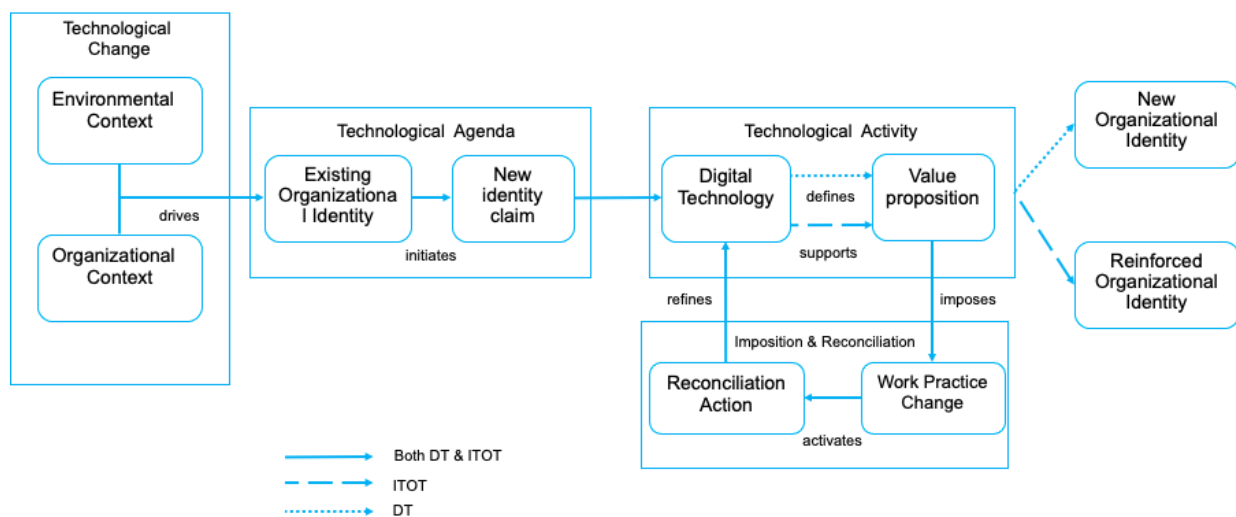 Technological
Change
Environmental
Context
drives
Organizational
Context
Technological Agenda
Existing
Organizationa
l Identity
New
identity
claim
initiates
Technological Activity
Digital
Technology
defines
supports
Value
proposition
New
Organizational
Identity
Reinforced
Organizational
Identity
refines
imposes
Imposition & Reconciliation
Reconciliation
Action
Work Practice
Change
activates
Both DT & ITOT
ITOT
DT